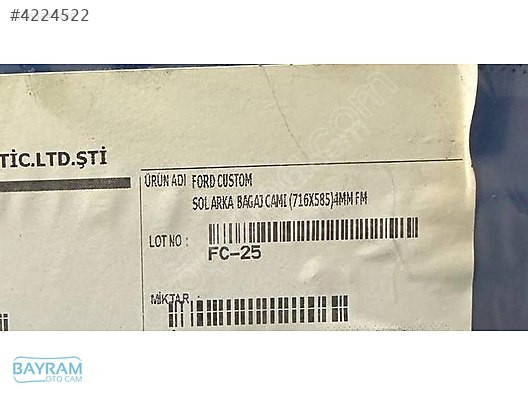 #4224522
TİC.LTD.ŞTİ
ÜRÜN ADI FORD CUSTOM
SOL ARKA BAGAJ CAMI (716X585)4MM FM
LOT NO :
FC-25
MİKTAR :
BAYRAM
OTO CAM